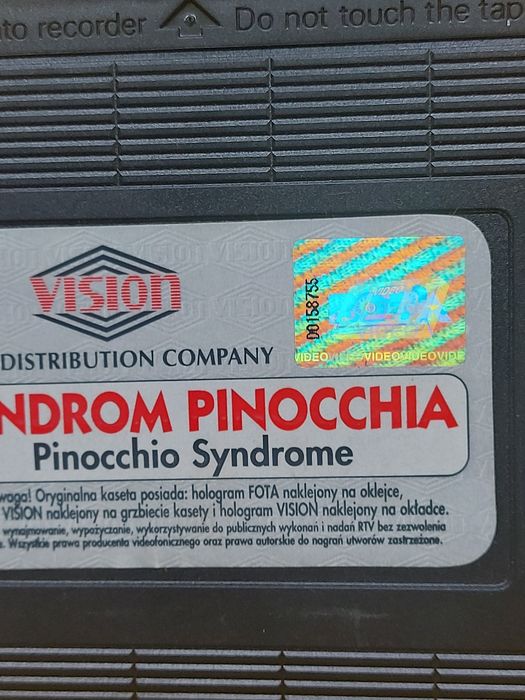 into recorder Do not touch the tap
VISION
DISTRIBUTION COMPANY
D0158755
VIDEO
VIDEOVIDEOVIDE
NDROM PINOCCHIA
Pinocchio Syndrome
waga! Oryginalna kaseta posiada: hologram FOTA naklejony na oklejce,
VISION naklejony na grzbiecie kasety i hologram VISION naklejony na okładce.
wynajmowanie, wypożyczanie, wykorzystywanie do publicznych wykonań i nadań RTV bez zezwolenia
Wszystkie prawa producenta videofonicznego oraz prawa autorskie do nagrań utworów zastrzeżone.